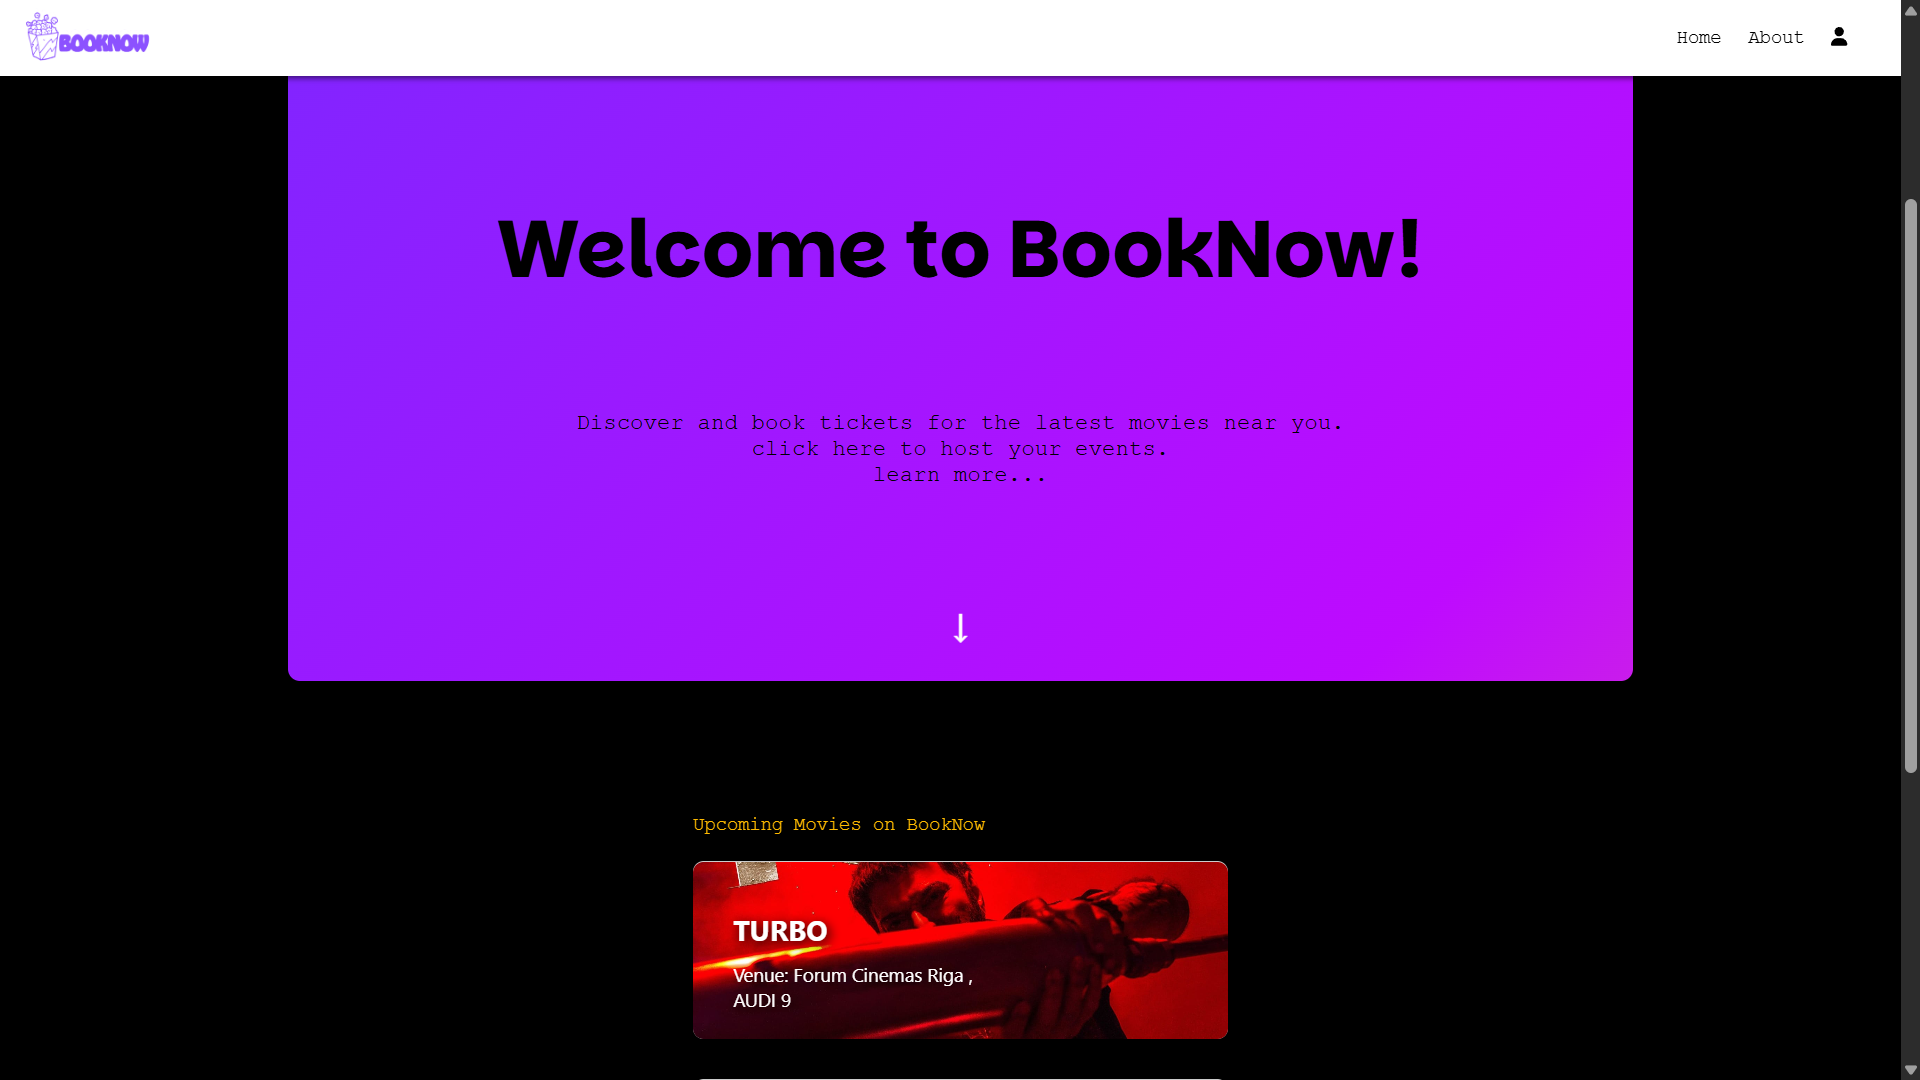 BOOKNOW
Home About
Welcome to BookNow!
Discover and book tickets for the latest movies near you.
click here to host your events.
learn more...
Upcoming Movies on BookNow
TURBO
Venue: Forum Cinemas Riga ,
AUDI 9